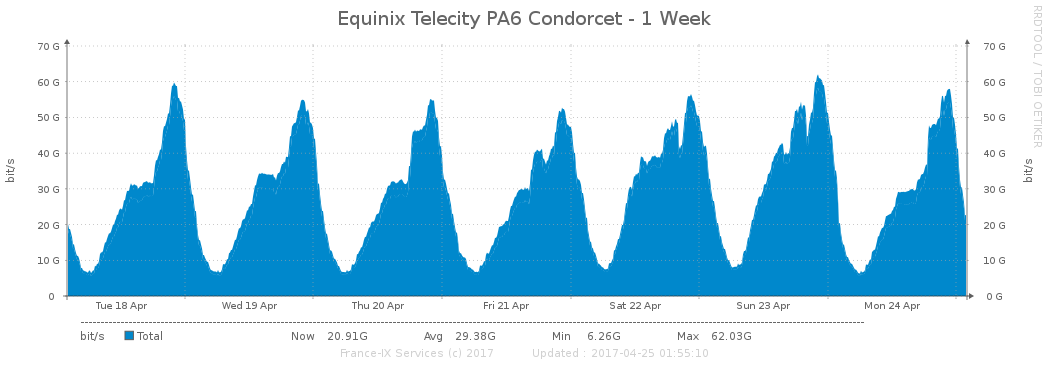 Equinix Telecity PA6 Condorcet - 1 Week
RRDTOOL / TOBI OETIKER
70 G 70 G
60 G 60 G
50 G 50 G
40 G 40 G
30 G 30 G
20 G 20 G
10 G 10 G
0 0 G
bit/s
bit/s
Tue 18 Apr Wed 19 Apr Thu 20 Apr Fri 21 Apr Sat 22 Apr Sun 23 Apr Mon 24 Apr
bit/s Total Now 20.91G Avg 29.38G Min 6.26G Max 62.03G
France-IX Services (c) 2017 Updated : 2017-04-25 01:55:10